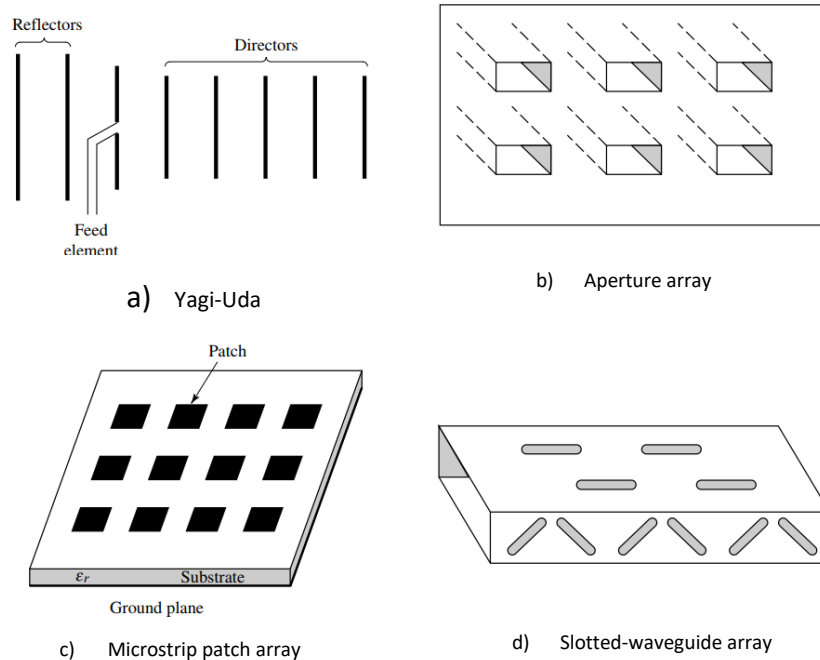 Reflectors
Directors
Feed
element
a) Yagi-Uda
b) Aperture array
Patch
εr Substrate
Ground plane
c) Microstrip patch array
d) Slotted-waveguide array